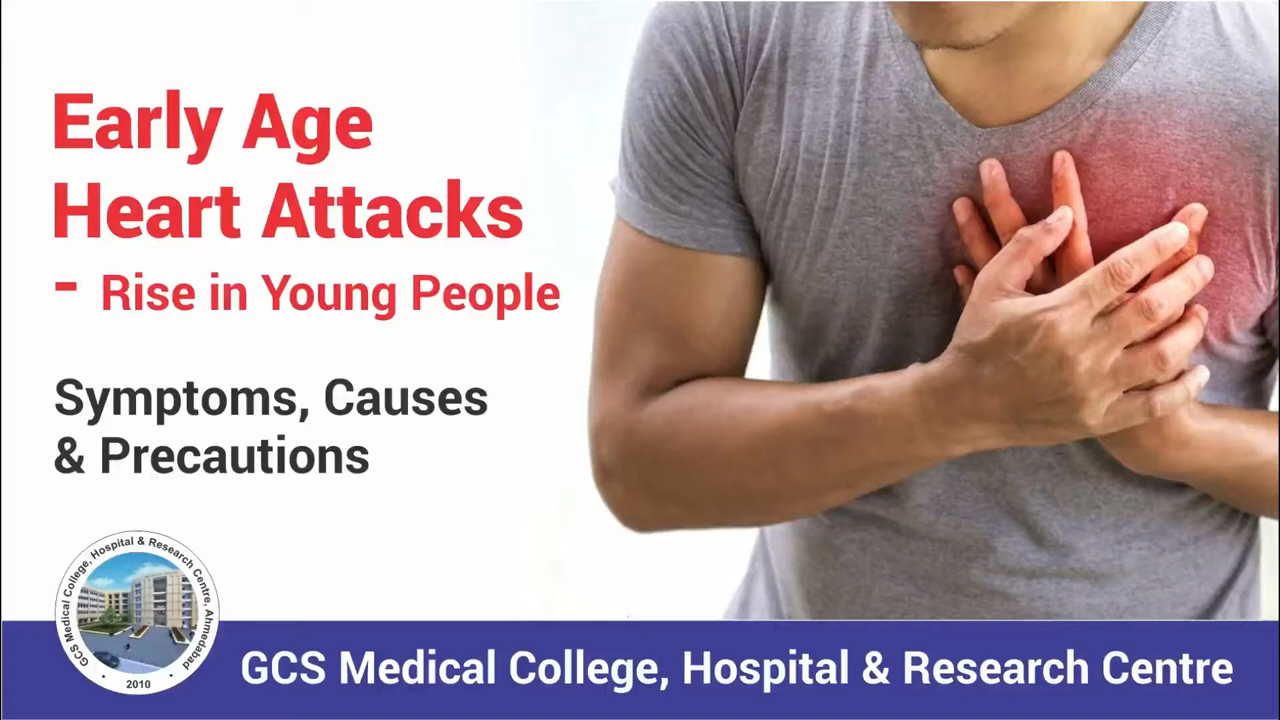 Early Age
Heart Attacks
- Rise in Young People
Symptoms, Causes
& Precautions
GCS Medical College, Hospital & Research Centre, Ahmedabad
2010
GCS Medical College, Hospital & Research Centre